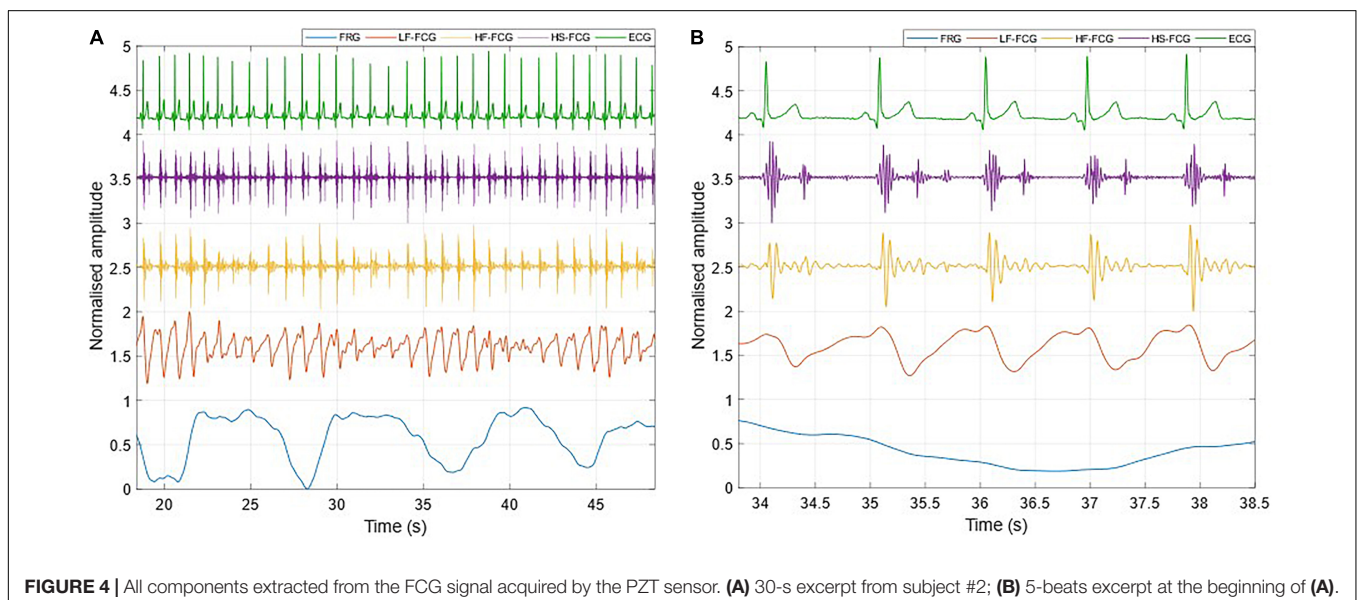 A
FRG LF-FCG HF-FCG HS-FCG ECG
5
4.5
4
3.5
3
2.5
2
1.5
1
0.5
0
Normalised amplitude
20 25 30 35 40 45
Time (s)
B
FRG LF-FCG HF-FCG HS-FCG ECG
5
4.5
4
3.5
3
2.5
2
1.5
1
0.5
0
Normalised amplitude
34 34.5 35 35.5 36 36.5 37 37.5 38 38.5
Time (s)
FIGURE 4 | All components extracted from the FCG signal acquired by the PZT sensor. (A) 30-s excerpt from subject #2; (B) 5-beats excerpt at the beginning of (A).